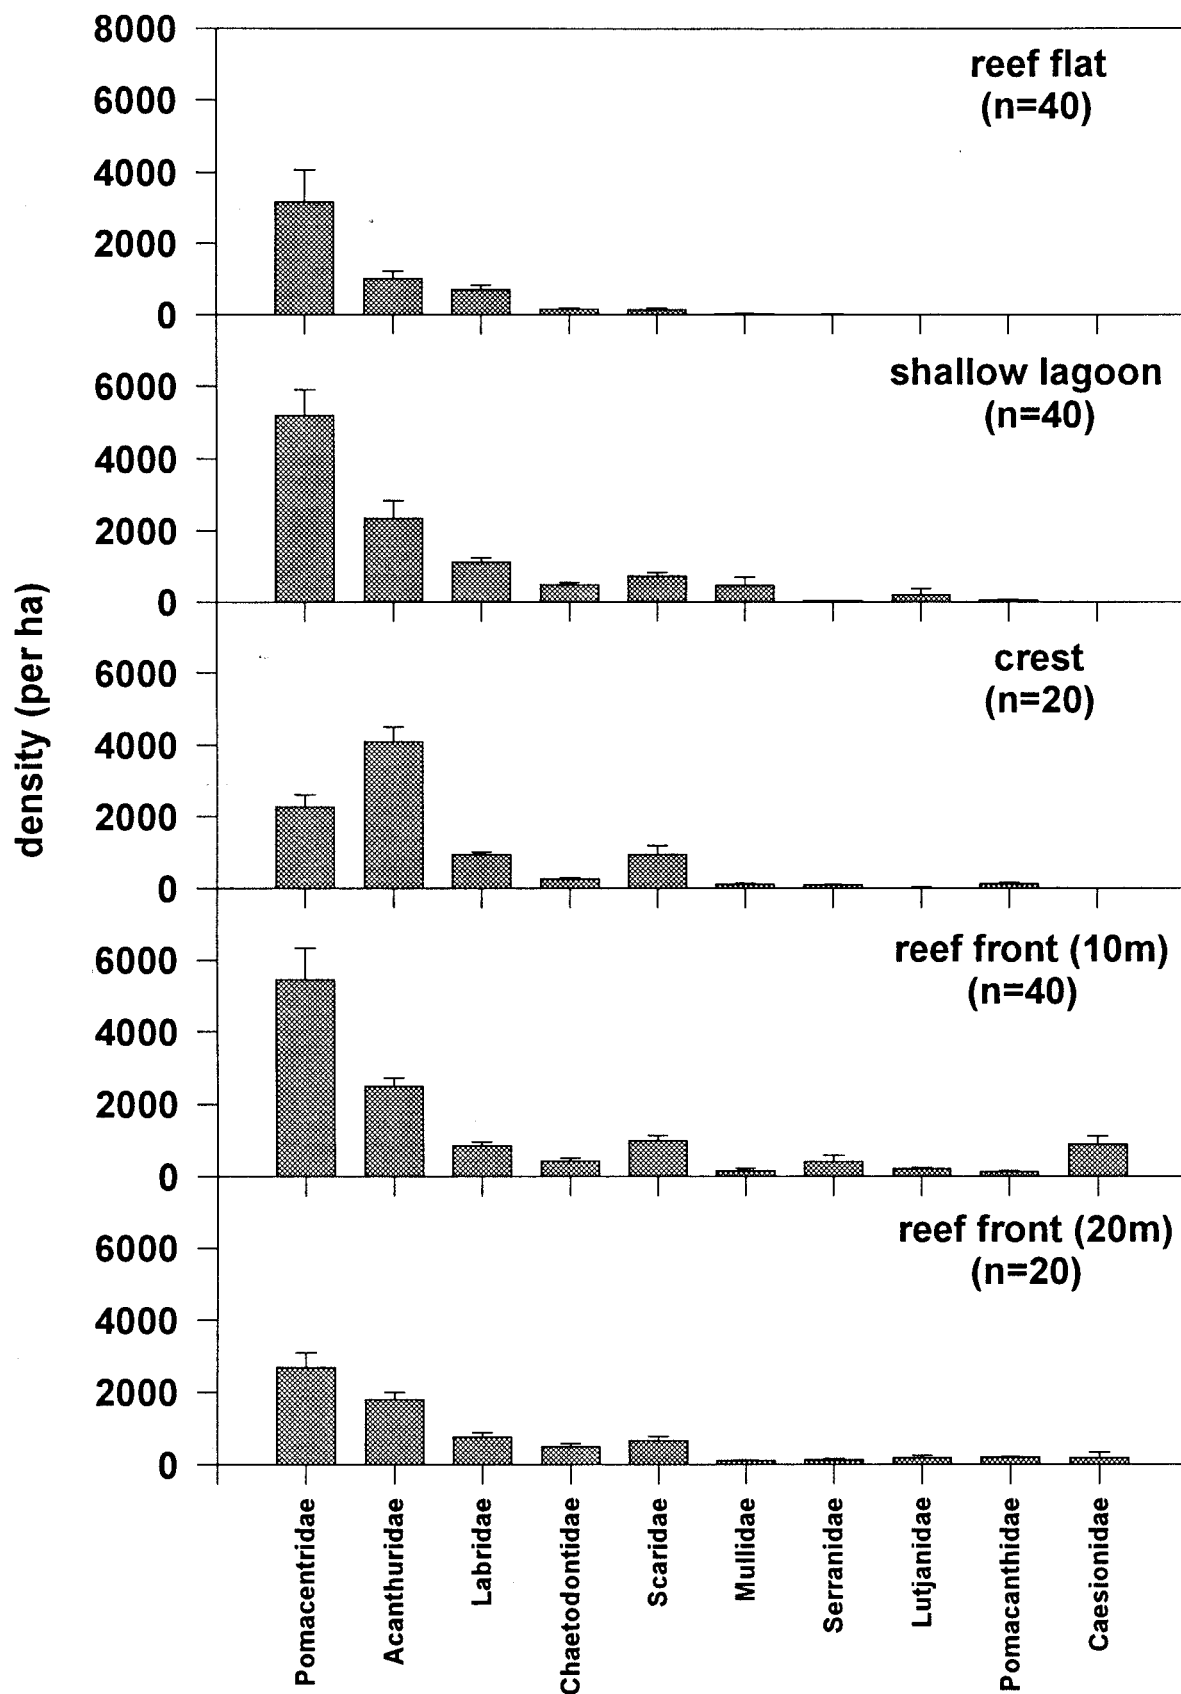 8000
6000
4000
2000
0
reef flat
(n=40)
6000
4000
2000
0
shallow lagoon
(n=40)
6000
4000
2000
0
crest
(n=20)
6000
4000
2000
0
reef front (10m)
(n=40)
6000
4000
2000
0
reef front (20m)
(n=20)
density (per ha)
Pomacentridae
Acanthuridae
Labridae
Chaetodontidae
Scaridae
Mullidae
Serranidae
Lutjanidae
Pomacanthidae
Caesionidae